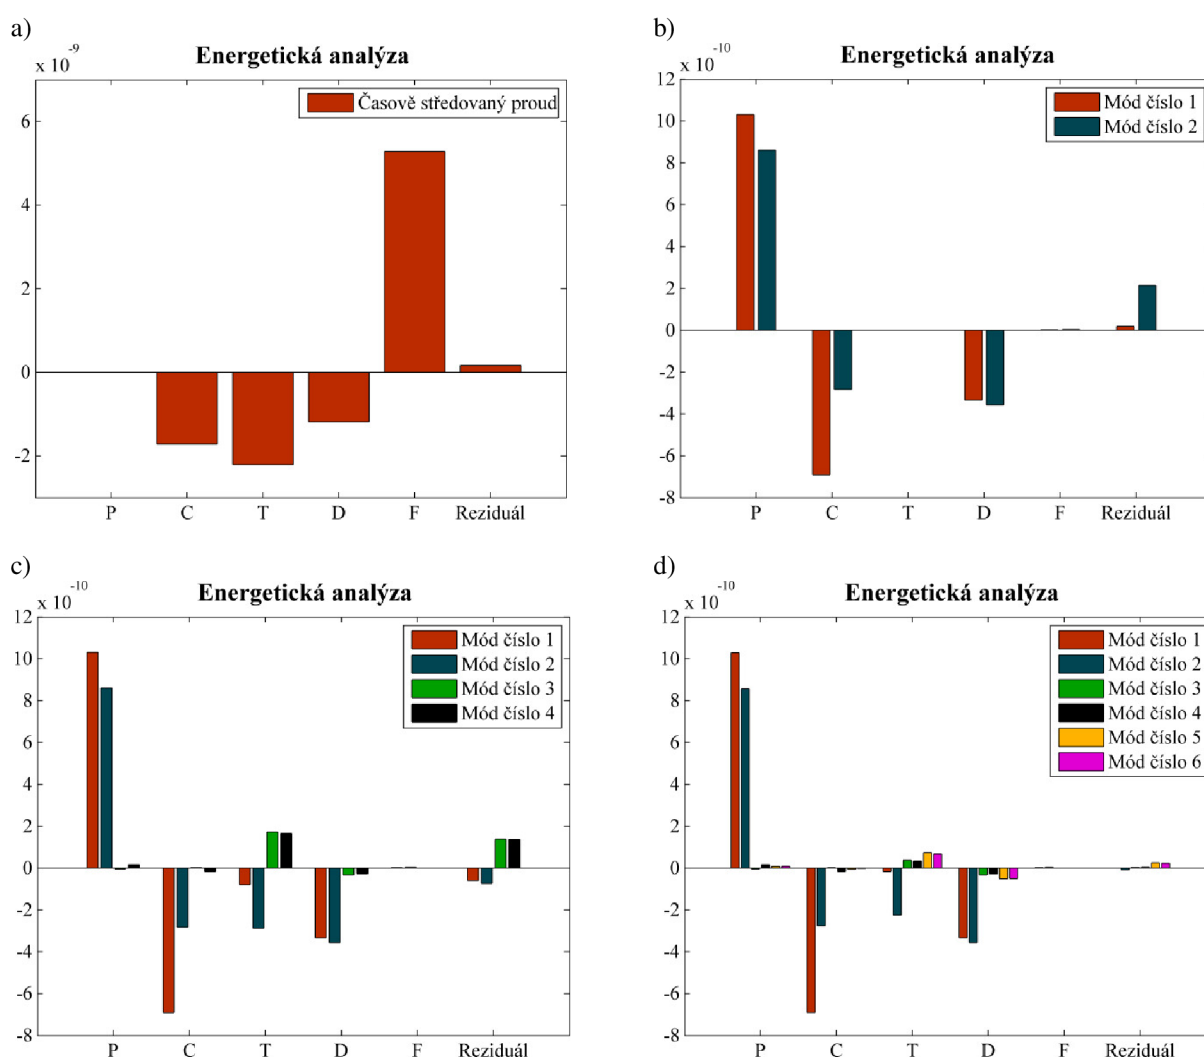 a)
Energetická analýza
x 10 -9
Časově středovaný proud
6
4
2
0
-2
P C T D F Reziduál
b)
Energetická analýza
x 10 -10
Mód číslo 1
Mód číslo 2
12
10
8
6
4
2
0
-2
-4
-6
-8
P C T D F Reziduál
c)
Energetická analýza
x 10 -10
Mód číslo 1
Mód číslo 2
Mód číslo 3
Mód číslo 4
12
10
8
6
4
2
0
-2
-4
-6
-8
P C T D F Reziduál
d)
Energetická analýza
x 10 -10
Mód číslo 1
Mód číslo 2
Mód číslo 3
Mód číslo 4
Mód číslo 5
Mód číslo 6
12
10
8
6
4
2
0
-2
-4
-6
-8
P C T D F Reziduál